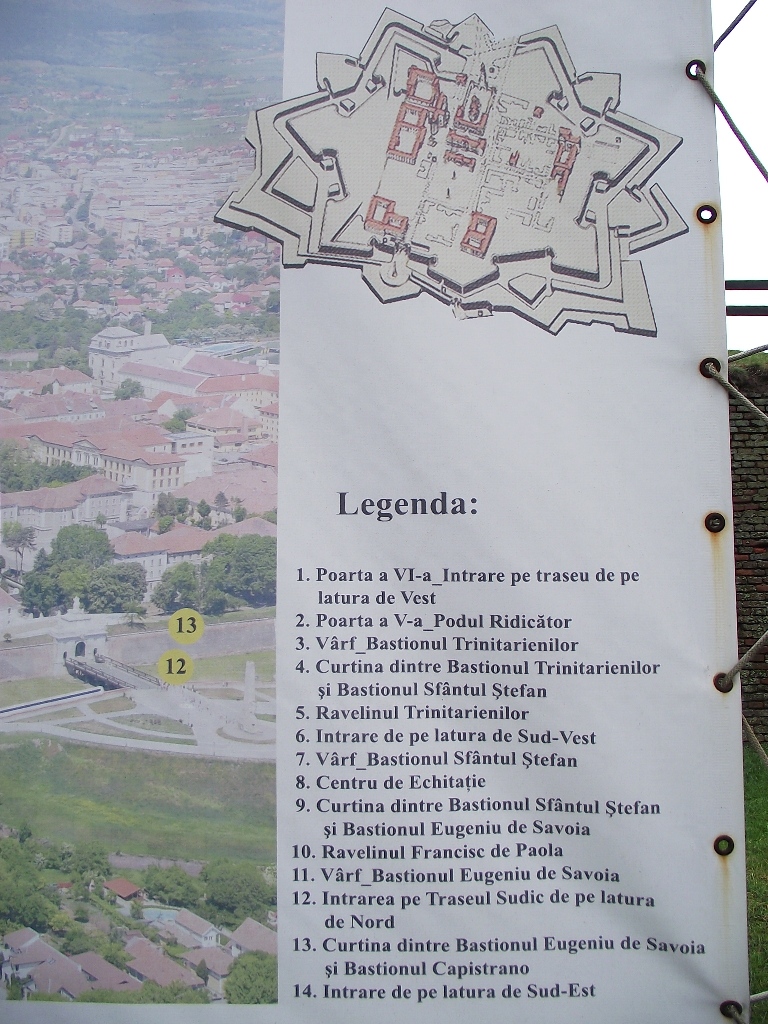 Legenda:
1. Poarta a VI-a_Intrare pe traseu de pe
latura de Vest
2. Poarta a V-a_Podul Ridicător
3. Vârf_Bastionul Trinitarienilor
4. Curtina dintre Bastionul Trinitarienilor
şi Bastionul Sfântul Ştefan
5. Ravelinul Trinitarienilor
6. Intrare de pe latura de Sud-Vest
7. Vârf_Bastionul Sfântul Ştefan
8. Centru de Echitaţie
9. Curtina dintre Bastionul Sfântul Ştefan
şi Bastionul Eugeniu de Savoia
10. Ravelinul Francisc de Paola
11. Vârf_Bastionul Eugeniu de Savoia
12. Intrarea pe Traseul Sudic de pe latura
de Nord
13. Curtina dintre Bastionul Eugeniu de Savoia
şi Bastionul Capistrano
14. Intrare de pe latura de Sud-Est
13
12